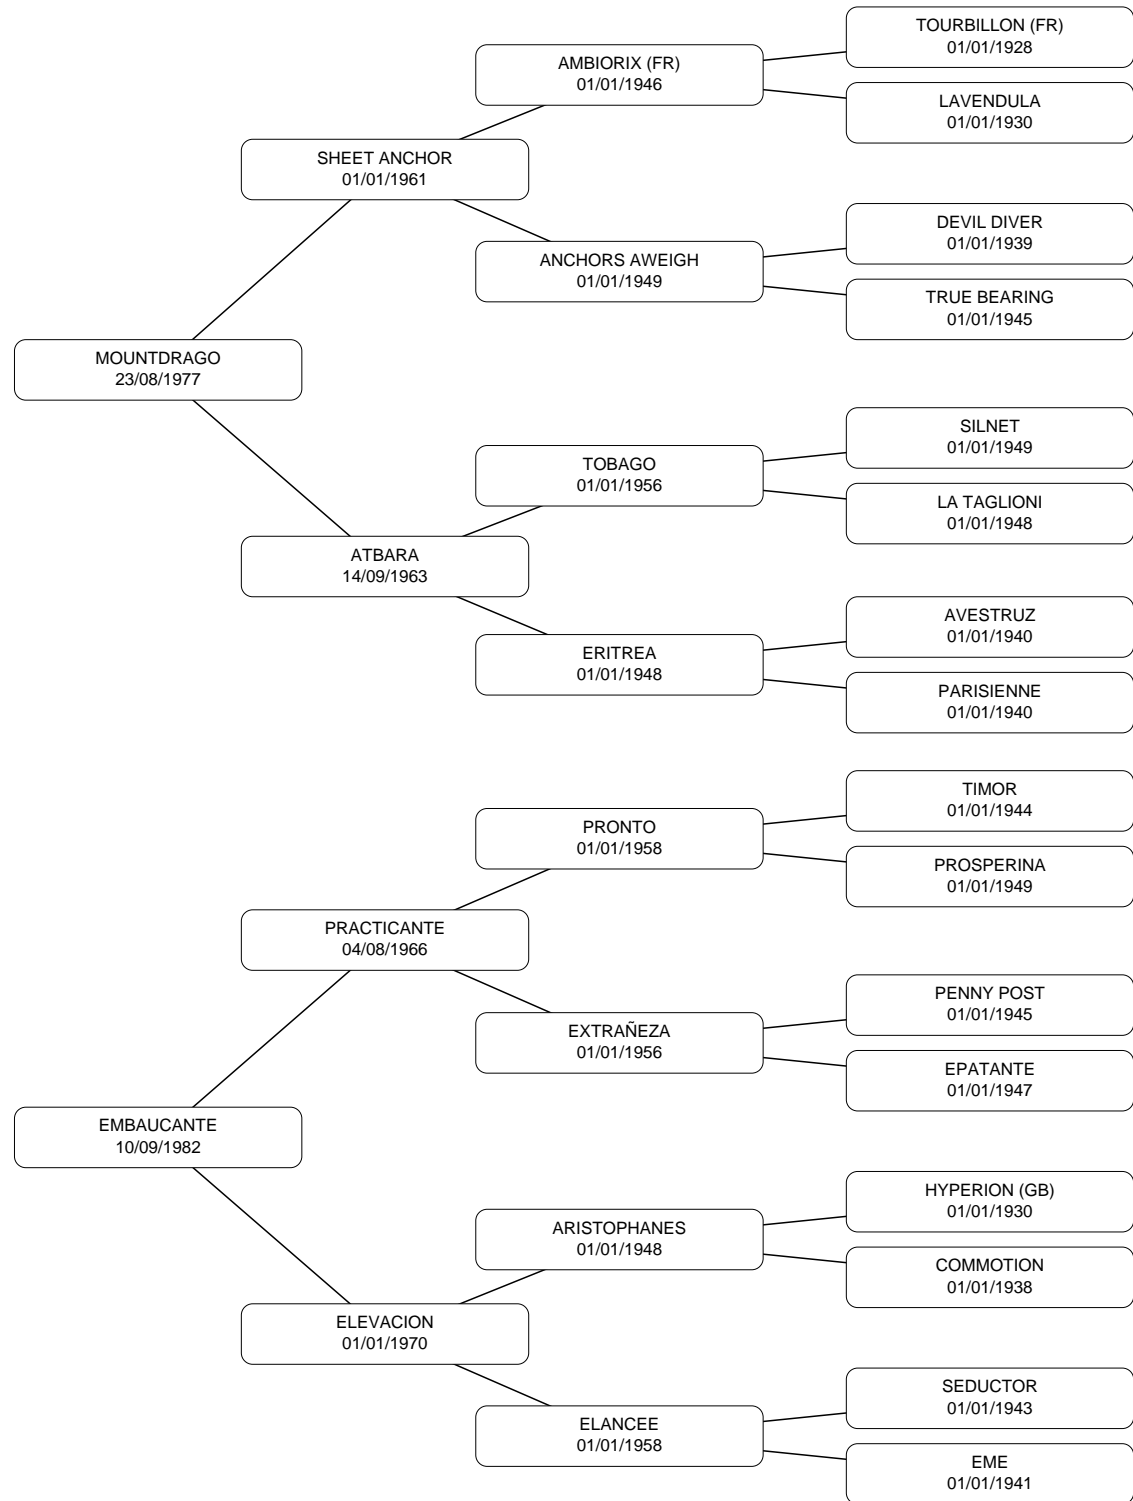 TOURBILLON (FR)
01/01/1928
AMBIORIX (FR)
01/01/1946
LAVENDULA
01/01/1930
SHEET ANCHOR
01/01/1961
DEVIL DIVER
01/01/1939
ANCHORS AWEIGH
01/01/1949
TRUE BEARING
01/01/1945
MOUNTDRAGO
23/08/1977
SILNET
01/01/1949
TOBAGO
01/01/1956
LA TAGLIONI
01/01/1948
ATBARA
14/09/1963
AVESTRUZ
01/01/1940
ERITREA
01/01/1948
PARISIENNE
01/01/1940
TIMOR
01/01/1944
PRONTO
01/01/1958
PROSPERINA
01/01/1949
PRACTICANTE
04/08/1966
PENNY POST
01/01/1945
EXTRAÑEZA
01/01/1956
EPATANTE
01/01/1947
EMBAUCANTE
10/09/1982
HYPERION (GB)
01/01/1930
ARISTOPHANES
01/01/1948
COMMOTION
01/01/1938
ELEVACION
01/01/1970
SEDUCTOR
01/01/1943
ELANCEE
01/01/1958
EME
01/01/1941